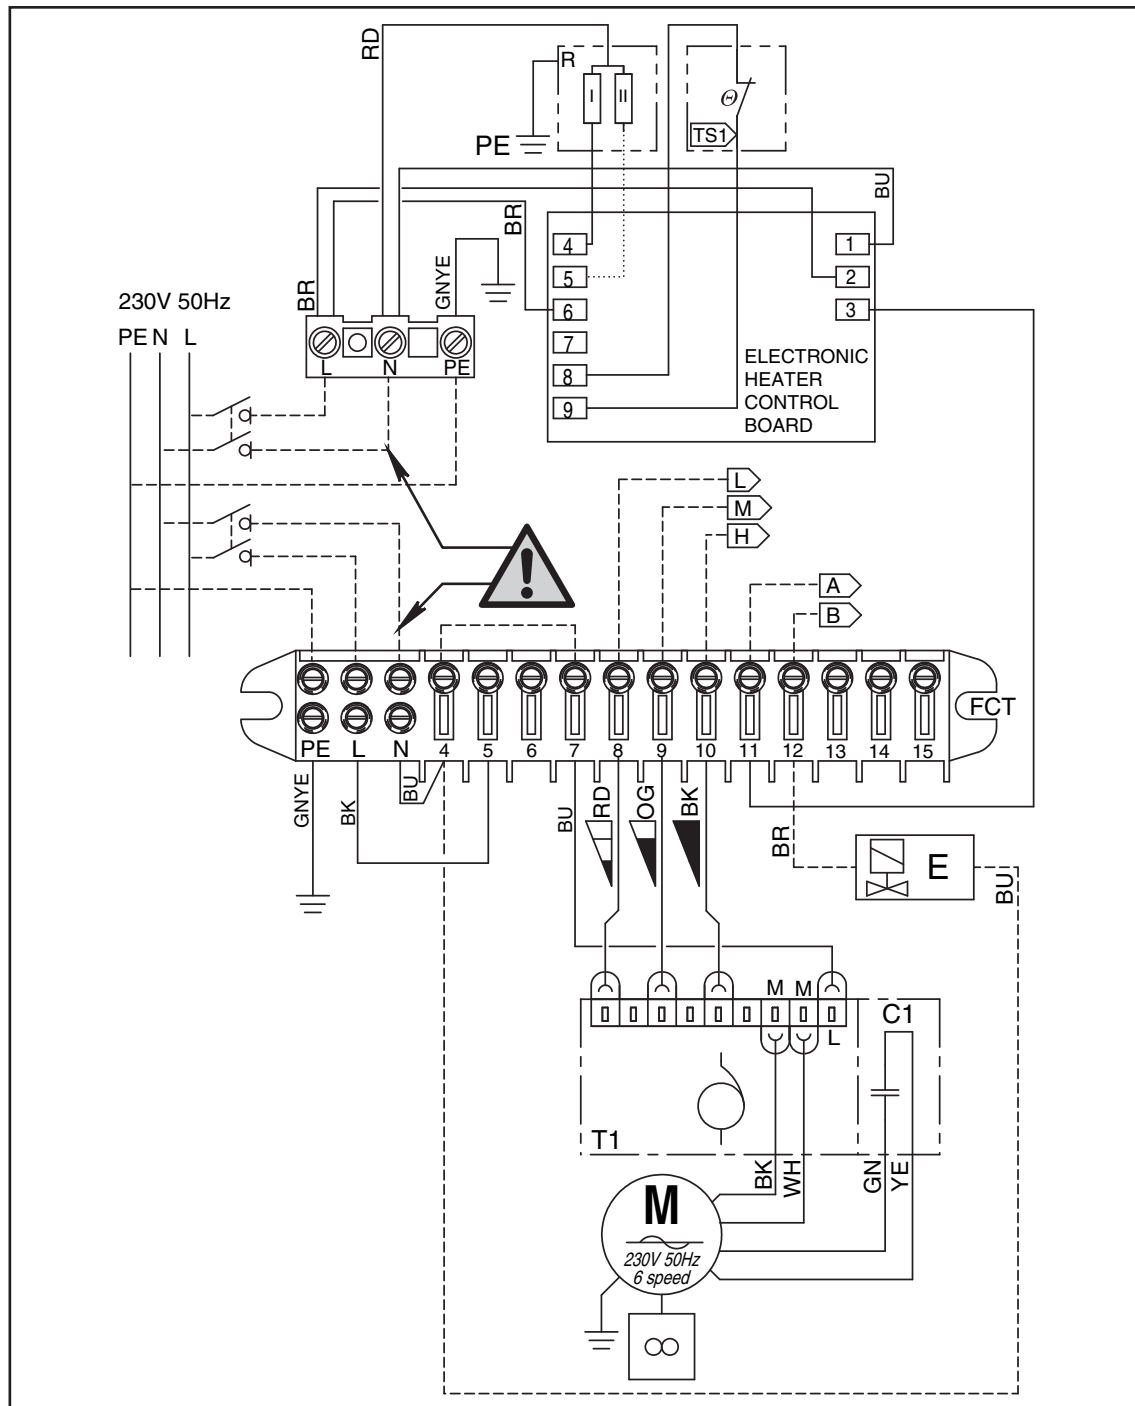 RD
R
I
II
Θ
TS1
PE
BU
BR
BR
GNYE
4
5
6
7
8
9
1
2
3
ELECTRONIC
HEATER
CONTROL
BOARD
230V 50Hz
PE N L
L
N
PE
L
M
H
A
B
!
FCT
PE
L
N
4
5
6
7
8
9
10
11
12
13
14
15
GNYE
BK
BU
BU
RD
OG
BK
BR
E
BU
M
M
L
C1
T1
BK
WH
GN
YE
M
230V 50Hz
6 speed